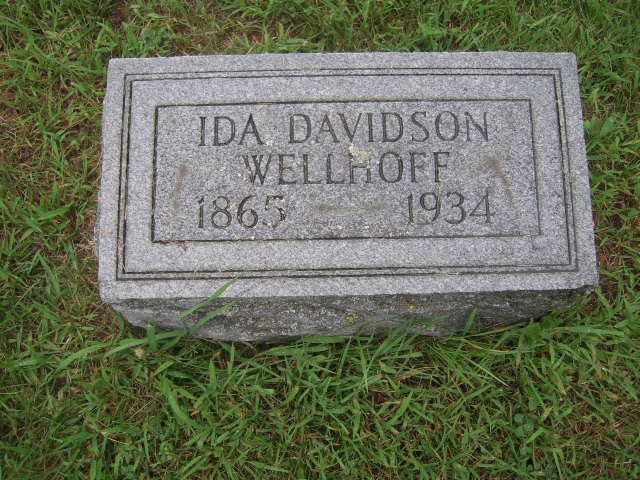 IDA DAVIDSON
WELLHOFF
1865 — 1934